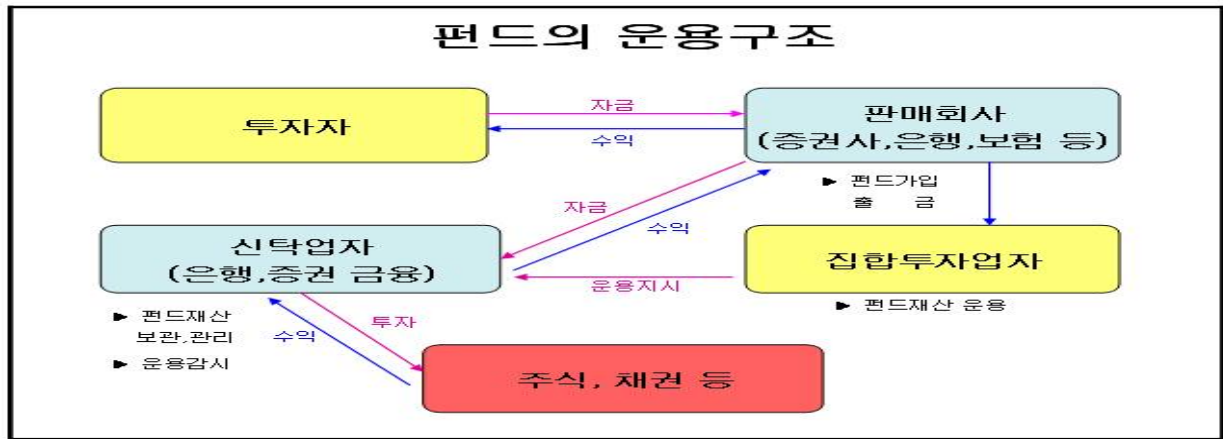 펀드의 운용구조
투자자
자금
수익
판매회사
(증권사,은행,보험 등)
▶ 펀드가입
출 금
자금
수익
신탁업자
(은행,증권 금융)
집합투자업자
운용지시
▶ 펀드재산 운용
▶ 펀드재산
보관,관리
▶ 운용감시
투자
수익
주식, 채권 등